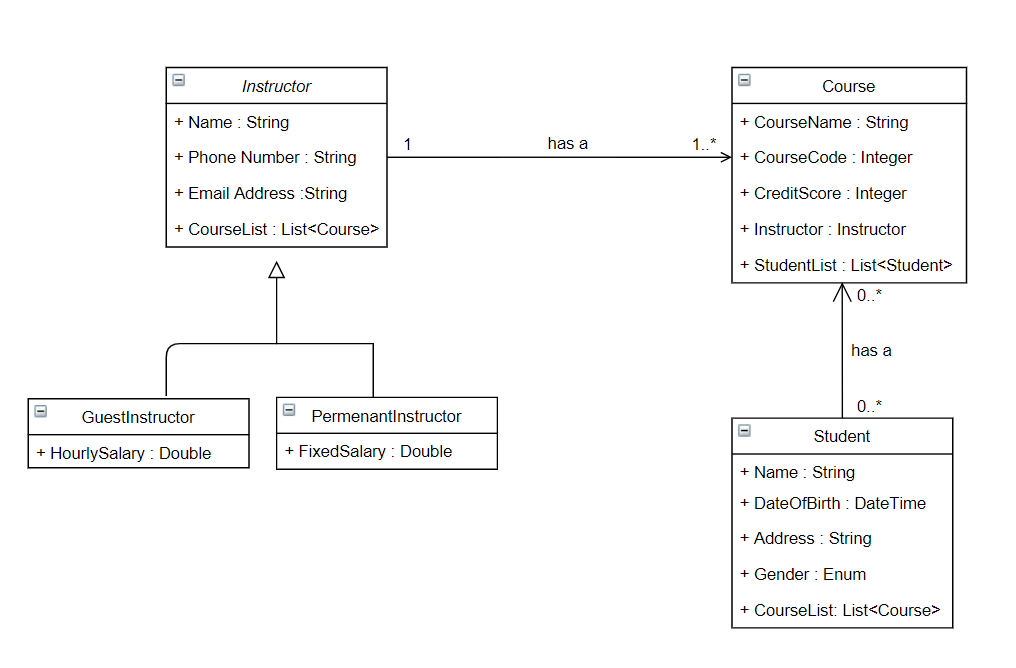 Instructor
+ Name : String
+ Phone Number : String
+ Email Address :String
+ CourseList : List<Course>
1
has a
1..*
Course
+ CourseName : String
+ CourseCode : Integer
+ CreditScore : Integer
+ Instructor : Instructor
+ StudentList : List<Student>
0..*
has a
0..*
GuestInstructor
+ HourlySalary : Double
PermenantInstructor
+ FixedSalary : Double
Student
+ Name : String
+ DateOfBirth : DateTime
+ Address : String
+ Gender : Enum
+ CourseList: List<Course>